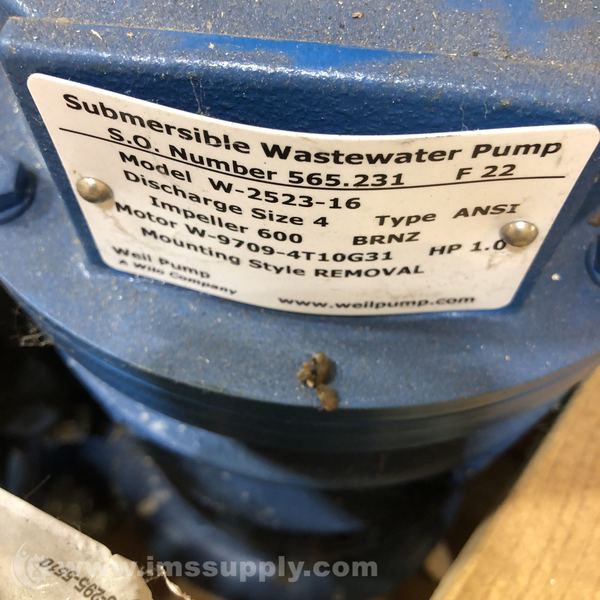 Submersible Wastewater Pump
S.O. Number 565.231 F 22
Model W-2523-16
Discharge Size 4 Type ANSI
Impeller 600 BRNZ
Motor W-9709-4T10G31 HP 1.0
Mounting Style REMOVAL
Weil Pump
A Wilo Company
www.weilpump.com
www.imssupply.com